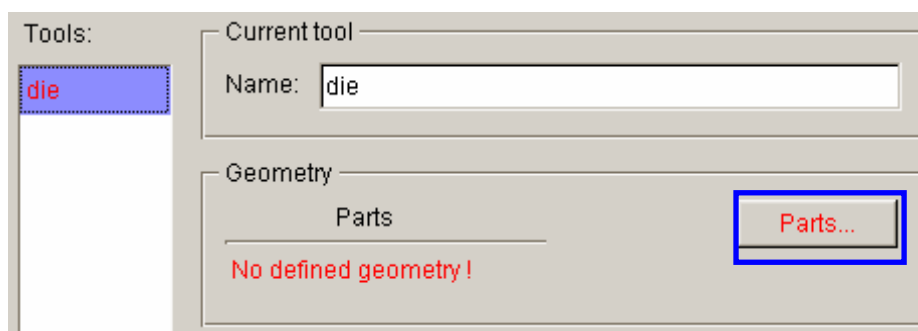 Tools:
die
Current tool
Name: die
Geometry
Parts
Parts...
No defined geometry !